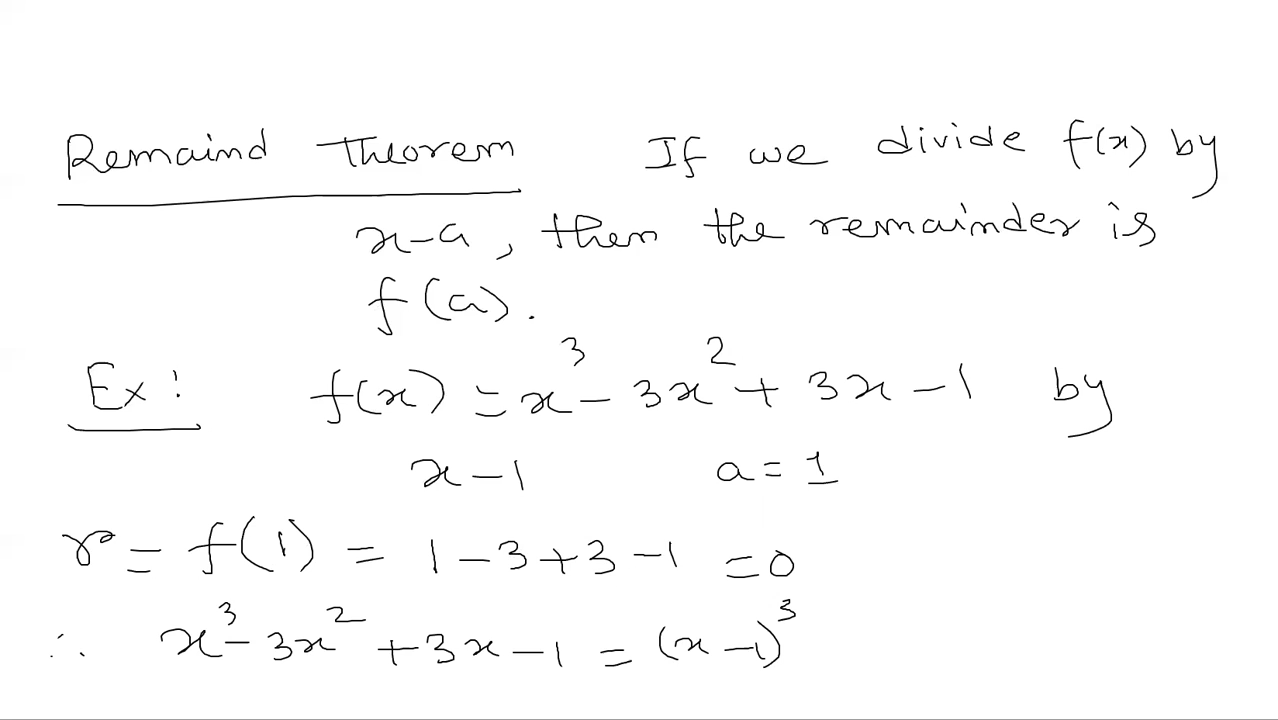 Remaind Theorem If we divide f(x) by
x-a, then the remainder is
f(a).
Ex: f(x) = x³ - 3x² + 3x - 1 by
x - 1 a = 1
r = f(1) = 1 - 3 + 3 - 1 = 0
∴ x³ - 3x² + 3x - 1 = (x - 1)³